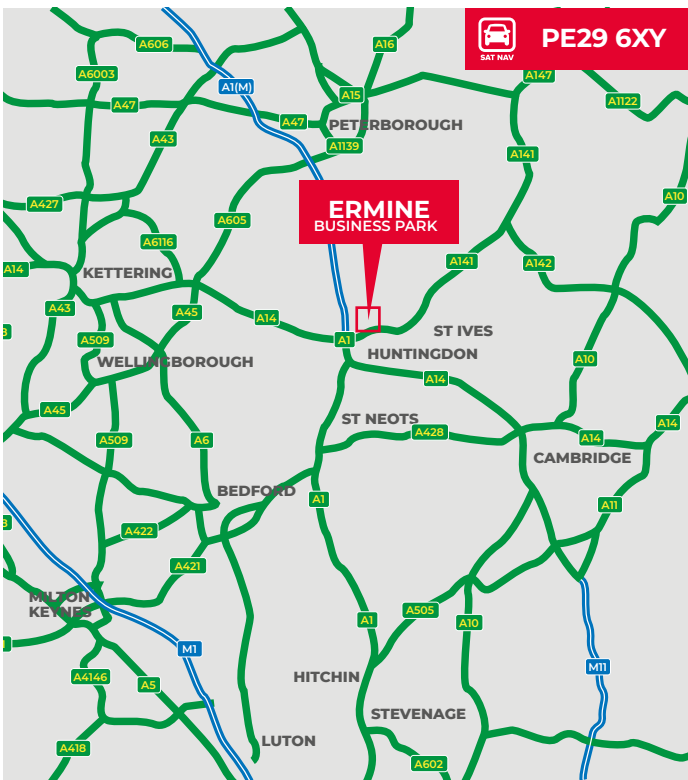 SAT NAV
PE29 6XY
A606
A16
A6003
A147
A1(M)
A15
A1122
A47
A47
PETERBOROUGH
A43
A1139
A141
A10
A427
ERMINE
BUSINESS PARK
A605
A6116
A141
A142
A14
KETTERING
A43
A45
A14
ST IVES
A509
A1
HUNTINGDON
WELLINGBOROUGH
A10
A14
A45
ST NEOTS
A14
A509
A6
A428
A14
CAMBRIDGE
BEDFORD
A1
A11
A422
A421
MILTON
KEYNES
A505
A1
A10
M1
M11
A4146
A5
HITCHIN
STEVENAGE
LUTON
A418
A602